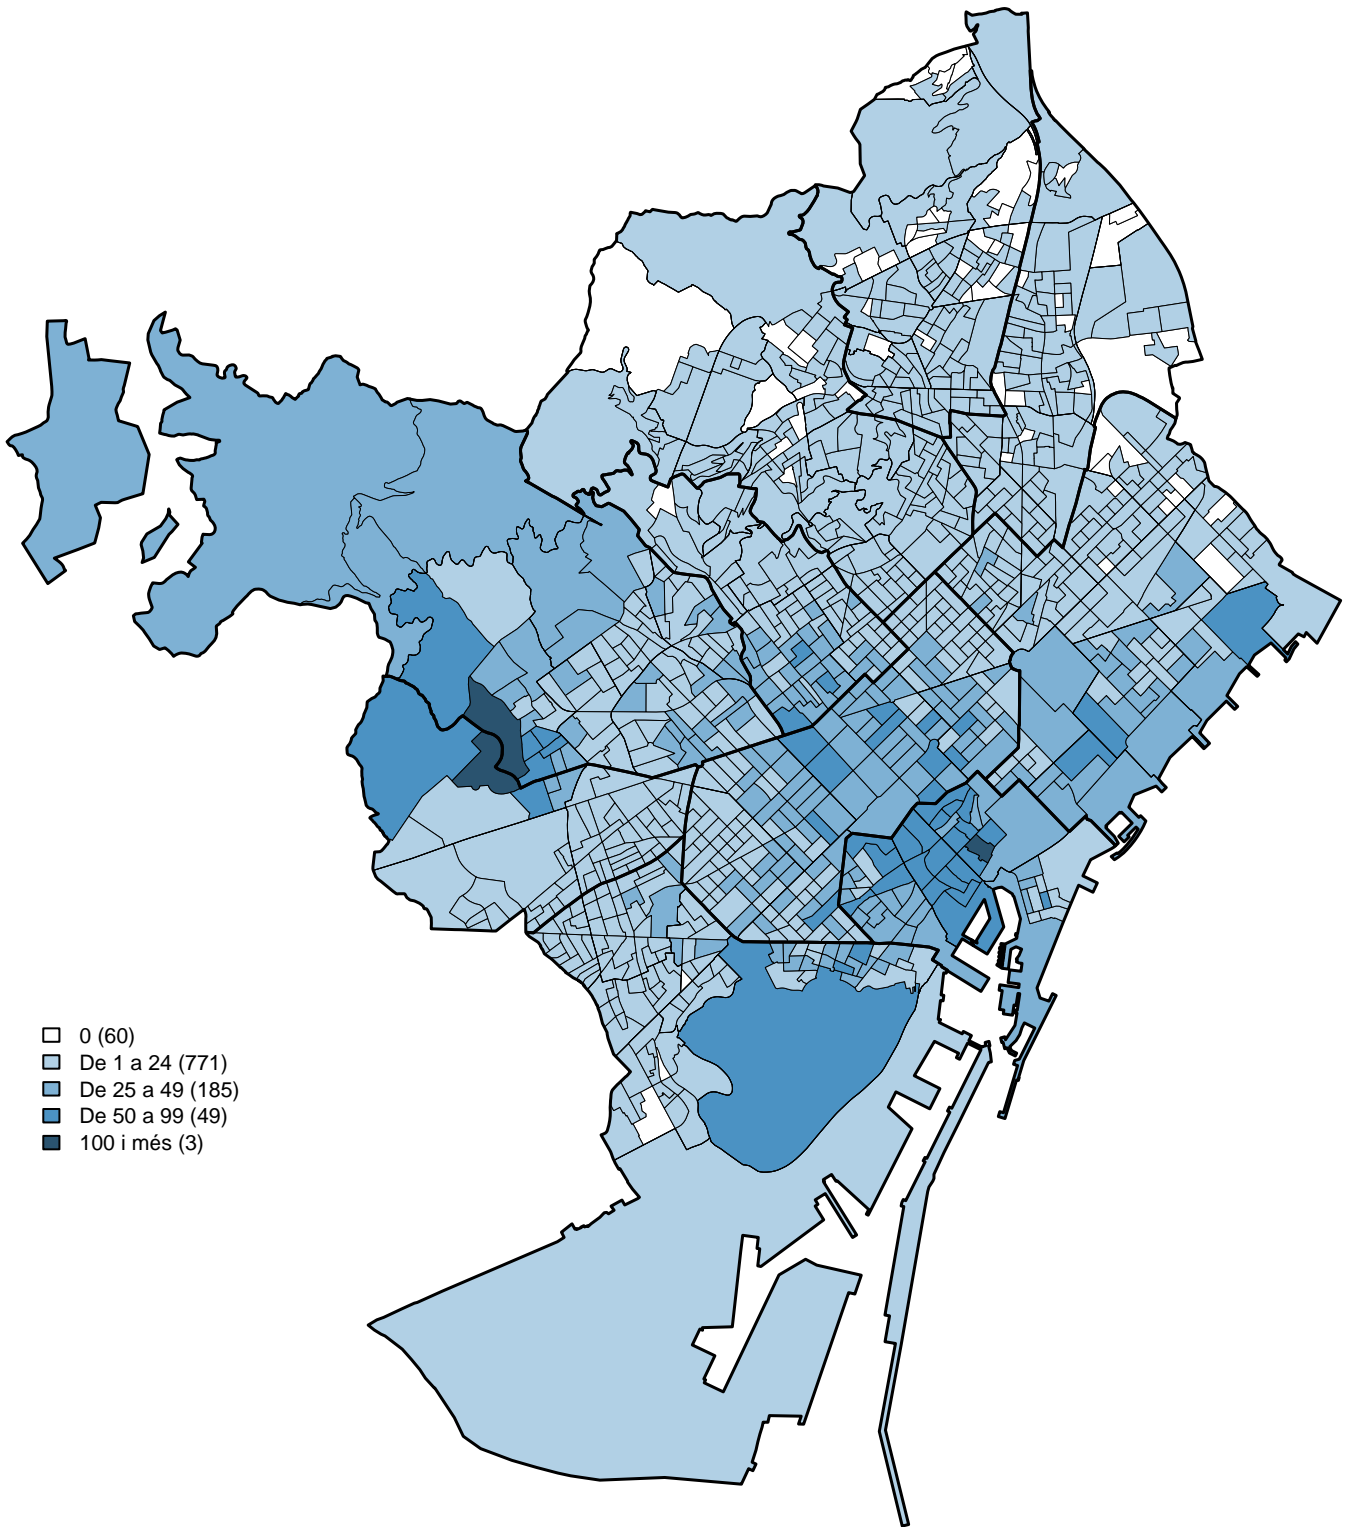 0 (60)
De 1 a 24 (771)
De 25 a 49 (185)
De 50 a 99 (49)
100 i més (3)